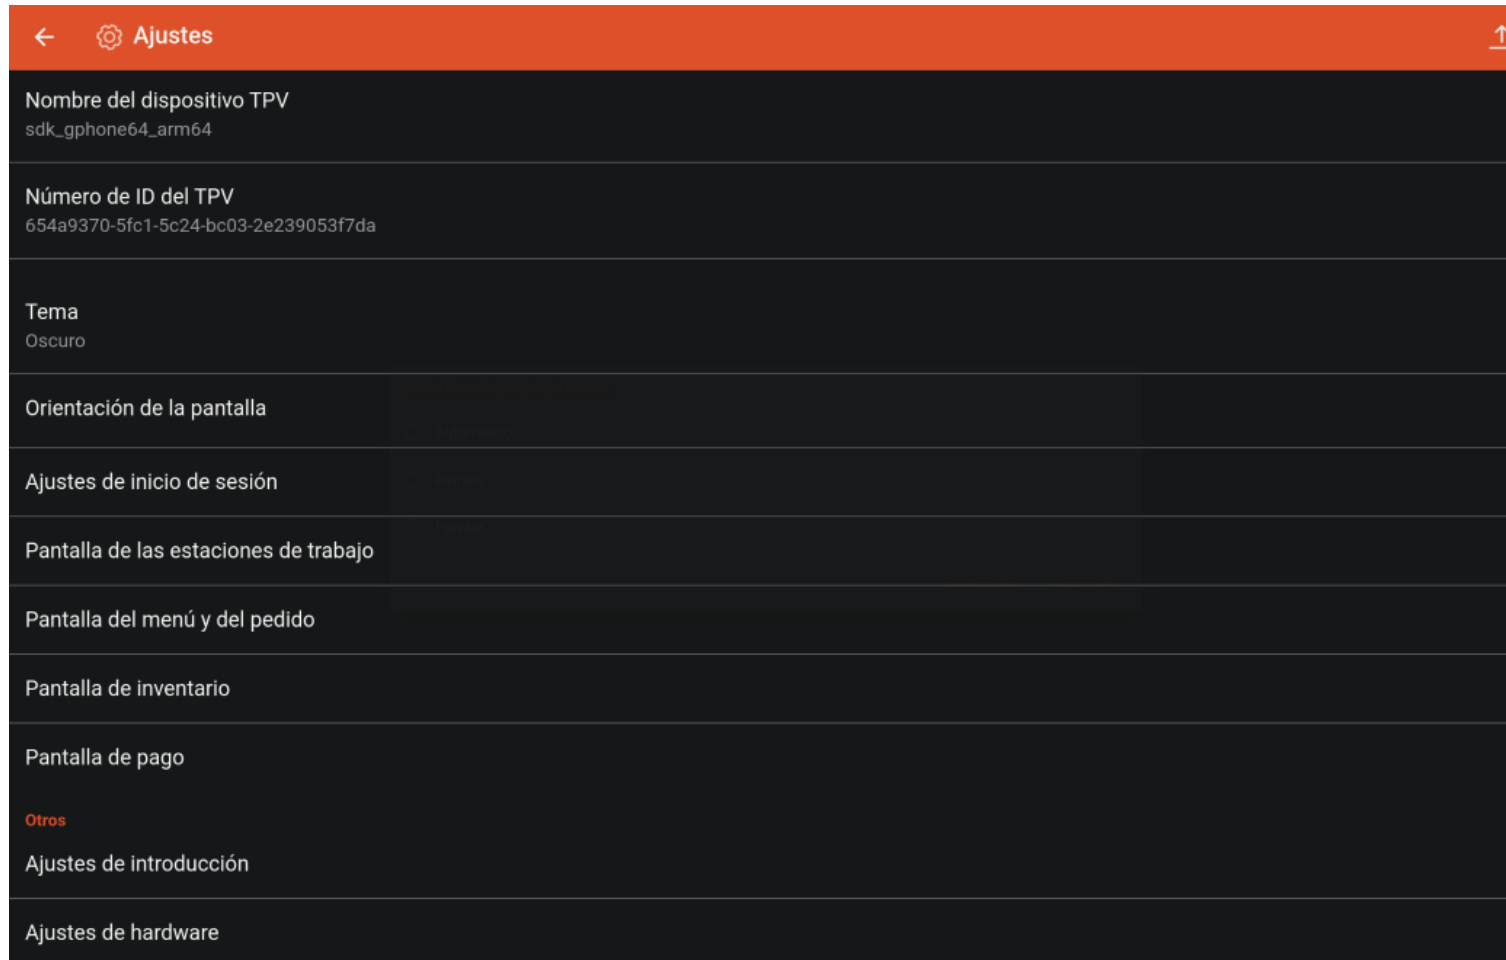 Ajustes
Nombre del dispositivo TPV
sdk_gphone64_arm64
Número de ID del TPV
654a9370-5fc1-5c24-bc03-2e239053f7da
Tema
Oscuro
Orientación de la pantalla
Automático
Ajustes de inicio de sesión
Pantalla de las estaciones de trabajo
Pantalla del menú y del pedido
Pantalla de inventario
Pantalla de pago
Otros
Ajustes de introducción
Ajustes de hardware